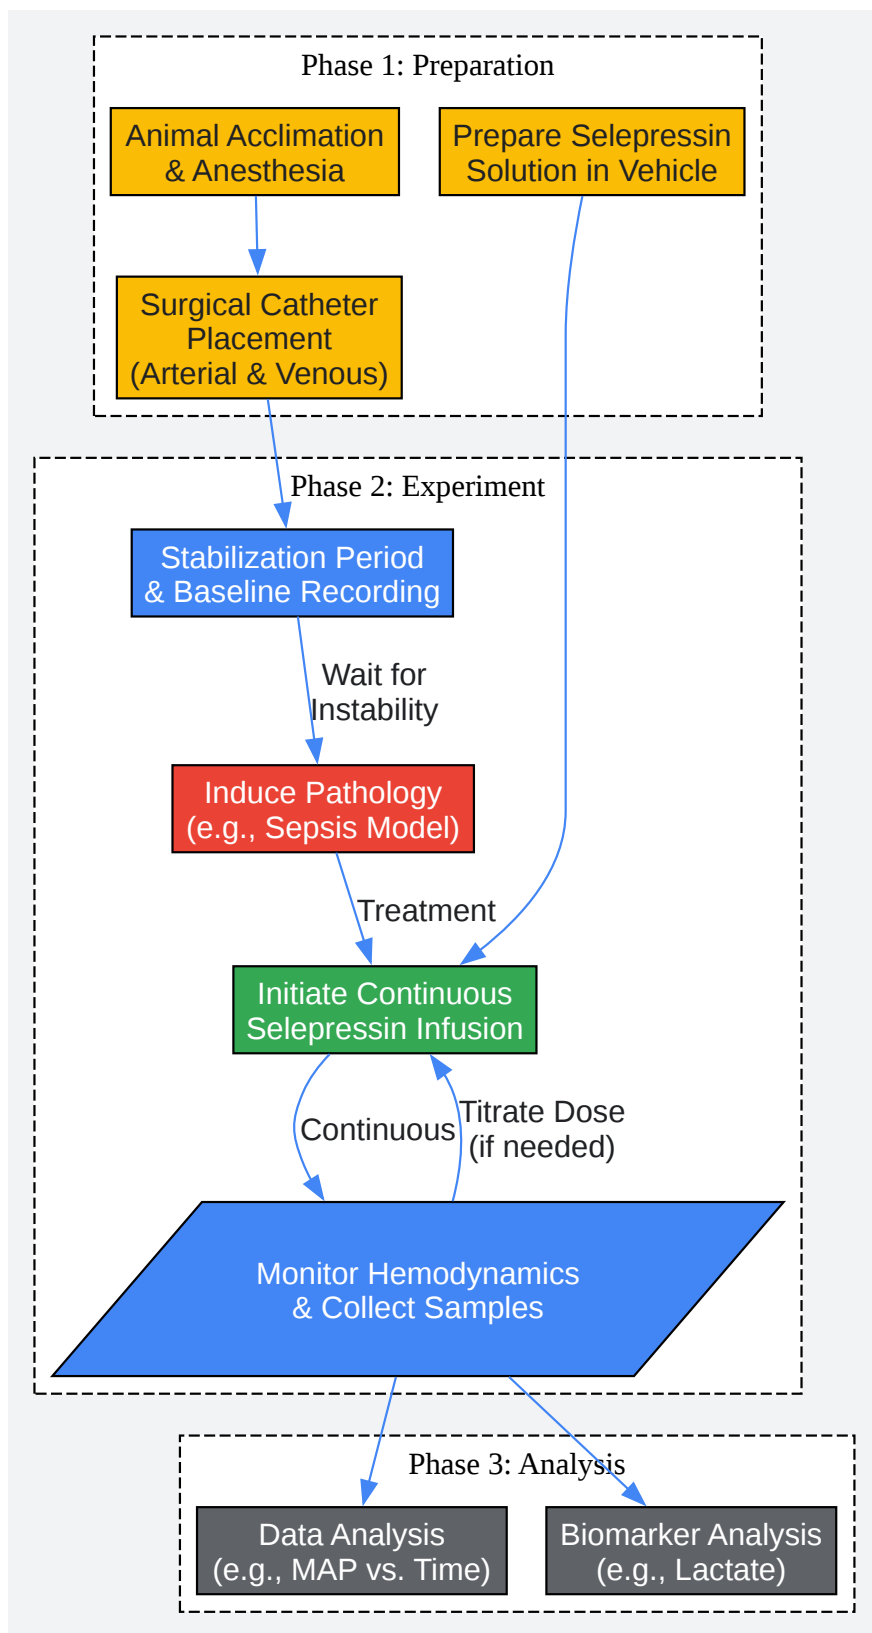 Phase 1: Preparation
Animal Acclimation
& Anesthesia
Prepare Selepressin
Solution in Vehicle
Surgical Catheter
Placement
(Arterial & Venous)
Phase 2: Experiment
Stabilization Period
& Baseline Recording
Wait for
Instability
Induce Pathology
(e.g., Sepsis Model)
Treatment
Initiate Continuous
Selepressin Infusion
Continuous
Titrate Dose
(if needed)
Monitor Hemodynamics
& Collect Samples
Phase 3: Analysis
Data Analysis
(e.g., MAP vs. Time)
Biomarker Analysis
(e.g., Lactate)